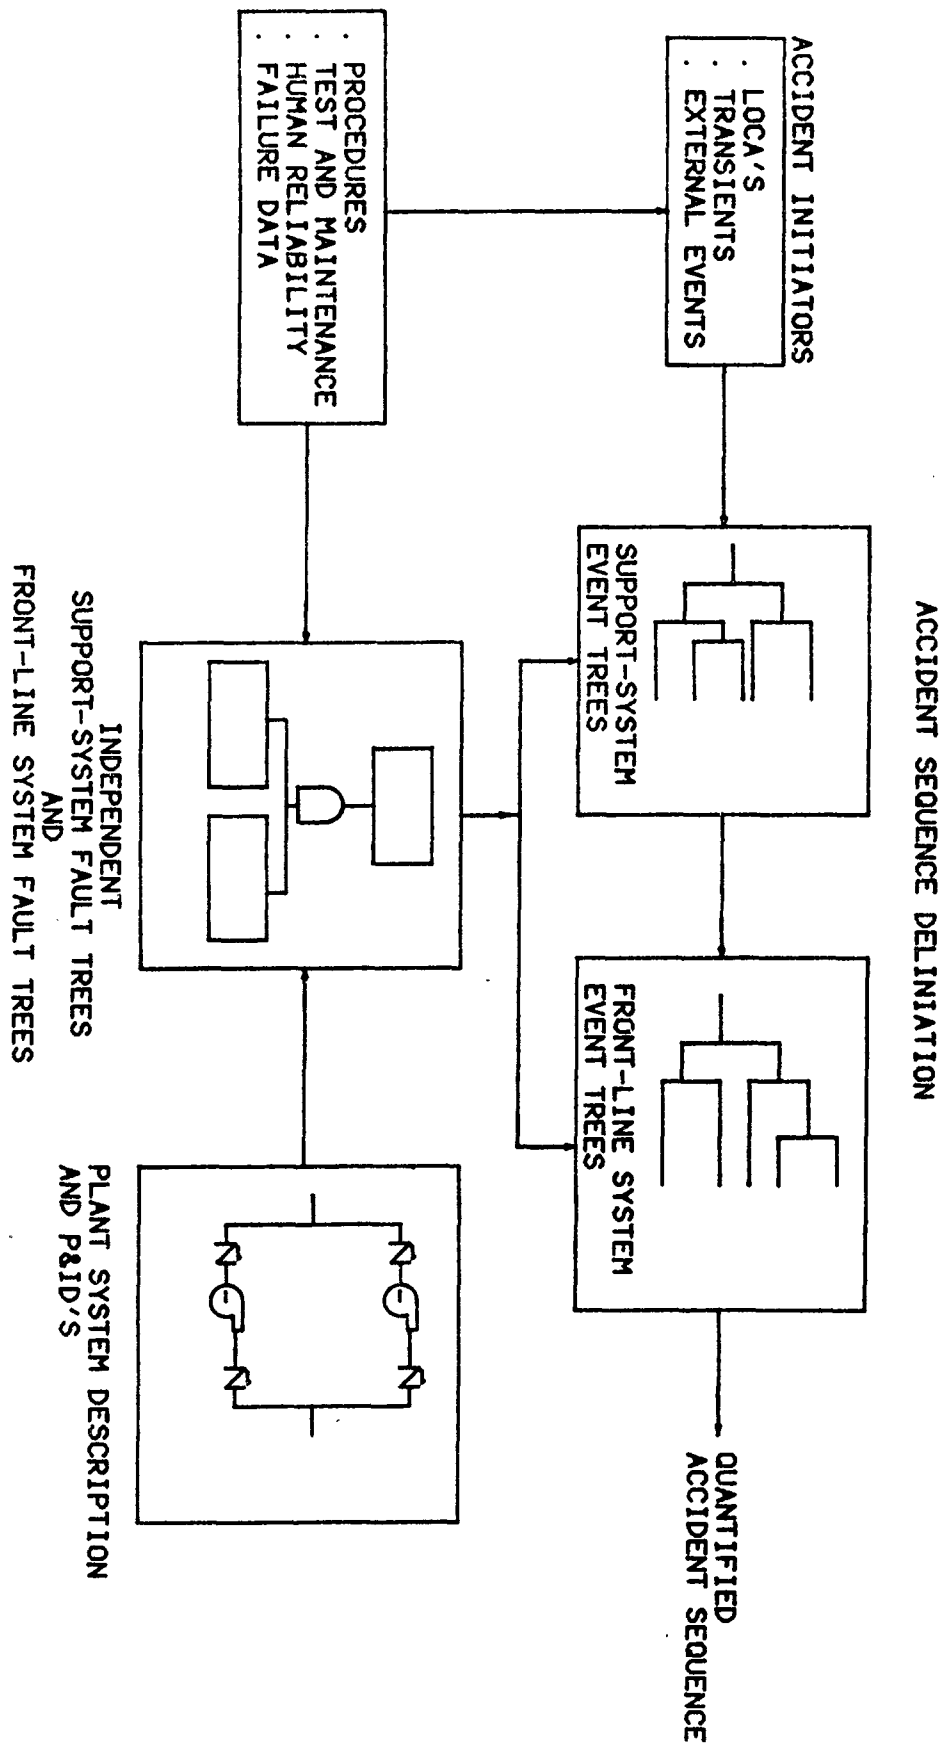 ACCIDENT SEQUENCE DELINIATION
ACCIDENT INITIATORS
. LOCA'S
. TRANSIENTS
. EXTERNAL EVENTS
SUPPORT-SYSTEM
EVENT TREES
FRONT-LINE SYSTEM
EVENT TREES
QUANTIFIED
ACCIDENT SEQUENCE
. PROCEDURES
. TEST AND MAINTENANCE
. HUMAN RELIABILITY
. FAILURE DATA
INDEPENDENT
SUPPORT-SYSTEM FAULT TREES
AND
FRONT-LINE SYSTEM FAULT TREES
PLANT SYSTEM DESCRIPTION
AND P&ID'S